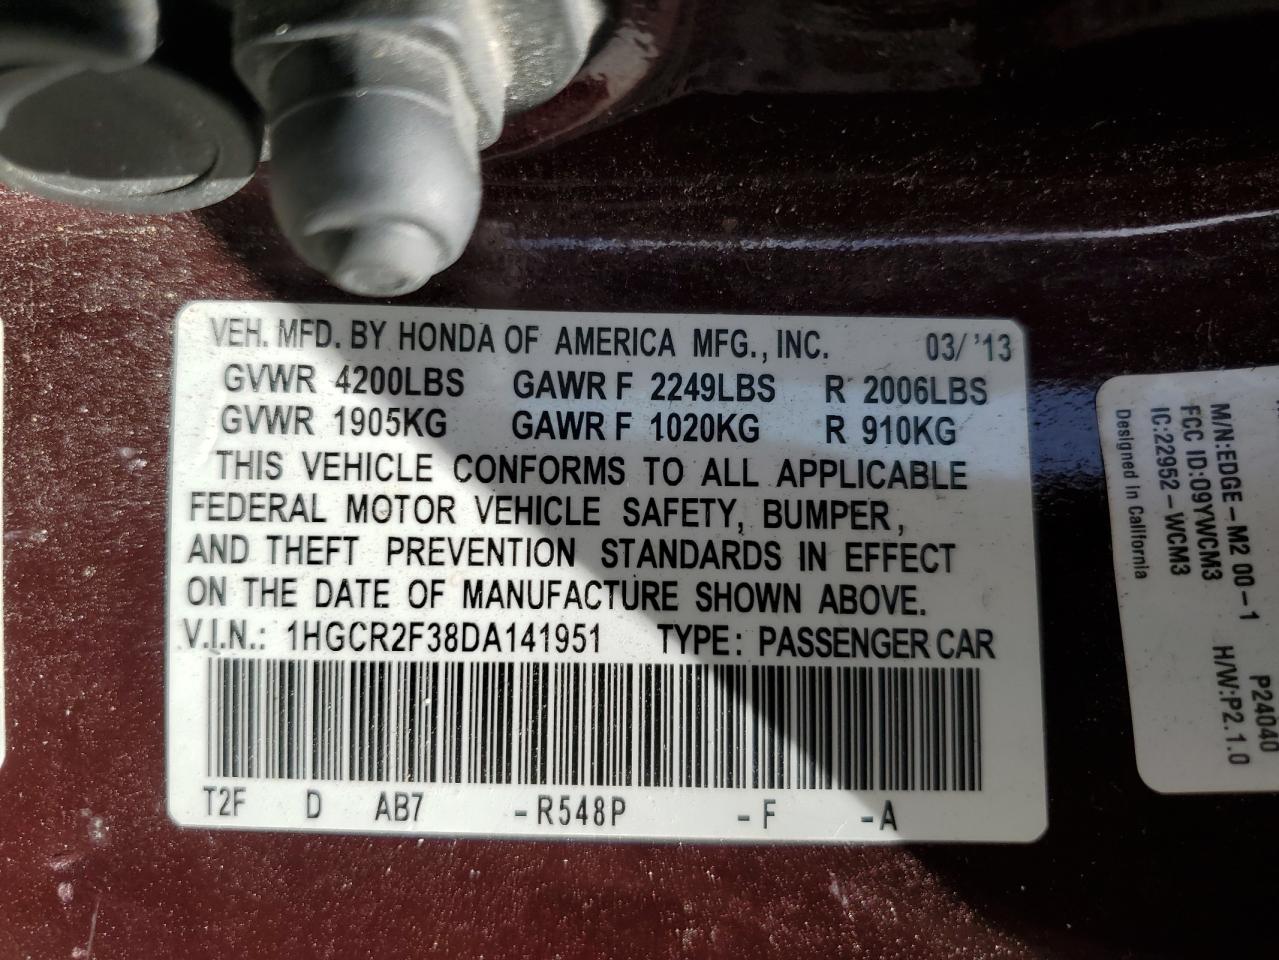 VEH. MFD. BY HONDA OF AMERICA MFG., INC. 03/ '13
GVWR 4200LBS GAWR F 2249LBS R 2006LBS
GVWR 1905KG GAWR F 1020KG R 910KG
THIS VEHICLE CONFORMS TO ALL APPLICABLE
FEDERAL MOTOR VEHICLE SAFETY, BUMPER,
AND THEFT PREVENTION STANDARDS IN EFFECT
ON THE DATE OF MANUFACTURE SHOWN ABOVE.
V.I.N.: 1HGCR2F38DA141951 TYPE: PASSENGER CAR
T2F D AB7 -R548P -F -A
M/N:EDGE-M2 00-1 P24040
FCC ID:09YWCM3 H/W:P2.1.0
IC:22952-WCM3
Designed in California